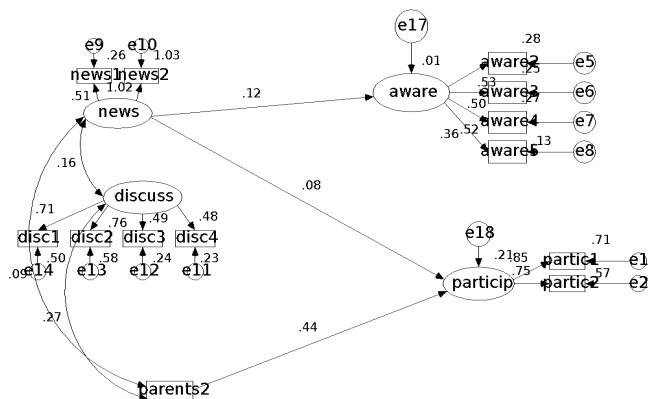 e17
e9
e10
.26
1.03
news1
news2
.51
1.02
news
.01
aware
.12
.28
aware2
e5
.25
.53
aware3
e6
.27
.50
aware4
e7
.36
.52
aware5
.13
e8
.16
discuss
.08
.71
.76
.49
.48
disc1
disc2
disc3
disc4
.50
.58
.24
.23
e14
e13
e12
e11
.09
.27
e18
.21
.85
.71
partic1
e1
particip
.75
.57
partic2
e2
.44
parents2